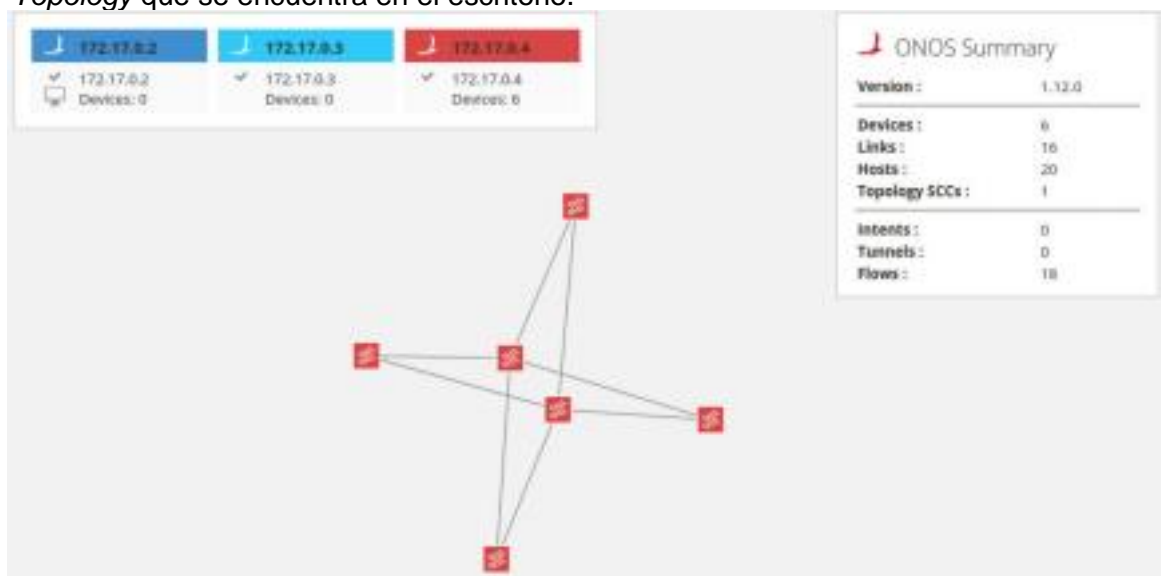 Topology que se encuentra en el escritorio.
172.17.0.2
172.17.0.2
Devices: 0
172.17.0.3
172.17.0.3
Devices: 0
172.17.0.4
172.17.0.4
Devices: 6
ONOS Summary
Version : 1.12.0
Devices : 6
Links : 16
Hosts : 20
Topology SCCs : 1
Intents : 0
Tunnels : 0
Flows : 18